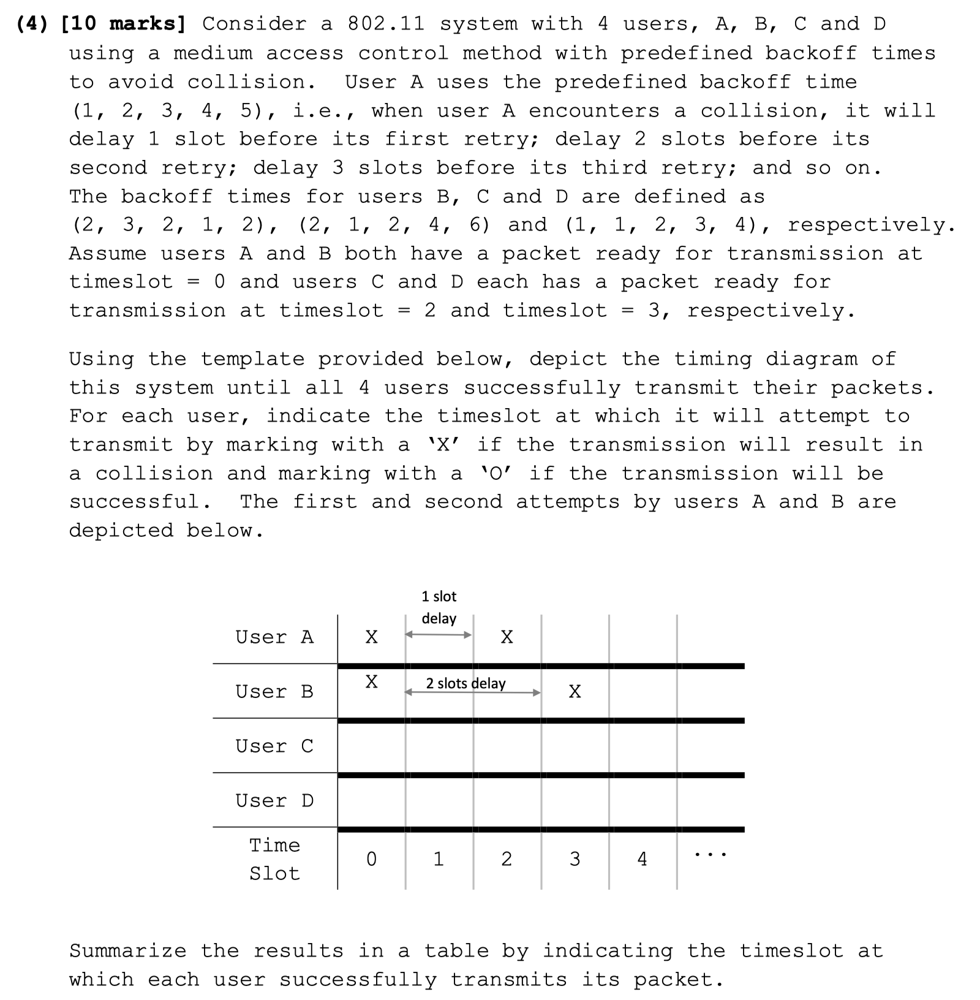 (4) [10 marks] Consider a 802.11 system with 4 users, A, B, C and D
using a medium access control method with predefined backoff times
to avoid collision.  User A uses the predefined backoff time
(1, 2, 3, 4, 5), i.e., when user A encounters a collision, it will
delay 1 slot before its first retry; delay 2 slots before its
second retry; delay 3 slots before its third retry; and so on.
The backoff times for users B, C and D are defined as
(2, 3, 2, 1, 2), (2, 1, 2, 4, 6) and (1, 1, 2, 3, 4), respectively.
Assume users A and B both have a packet ready for transmission at
timeslot = 0 and users C and D each has a packet ready for
transmission at timeslot = 2 and timeslot = 3, respectively.
Using the template provided below, depict the timing diagram of
this system until all 4 users successfully transmit their packets.
For each user, indicate the timeslot at which it will attempt to
transmit by marking with a ‘X’ if the transmission will result in
a collision and marking with a ‘O’ if the transmission will be
successful.  The first and second attempts by users A and B are
depicted below.
1 slot
delay
User A X X
User B X 2 slots delay X
User C
User D
Time
Slot
0 1 2 3 4 ...
Summarize the results in a table by indicating the timeslot at
which each user successfully transmits its packet.